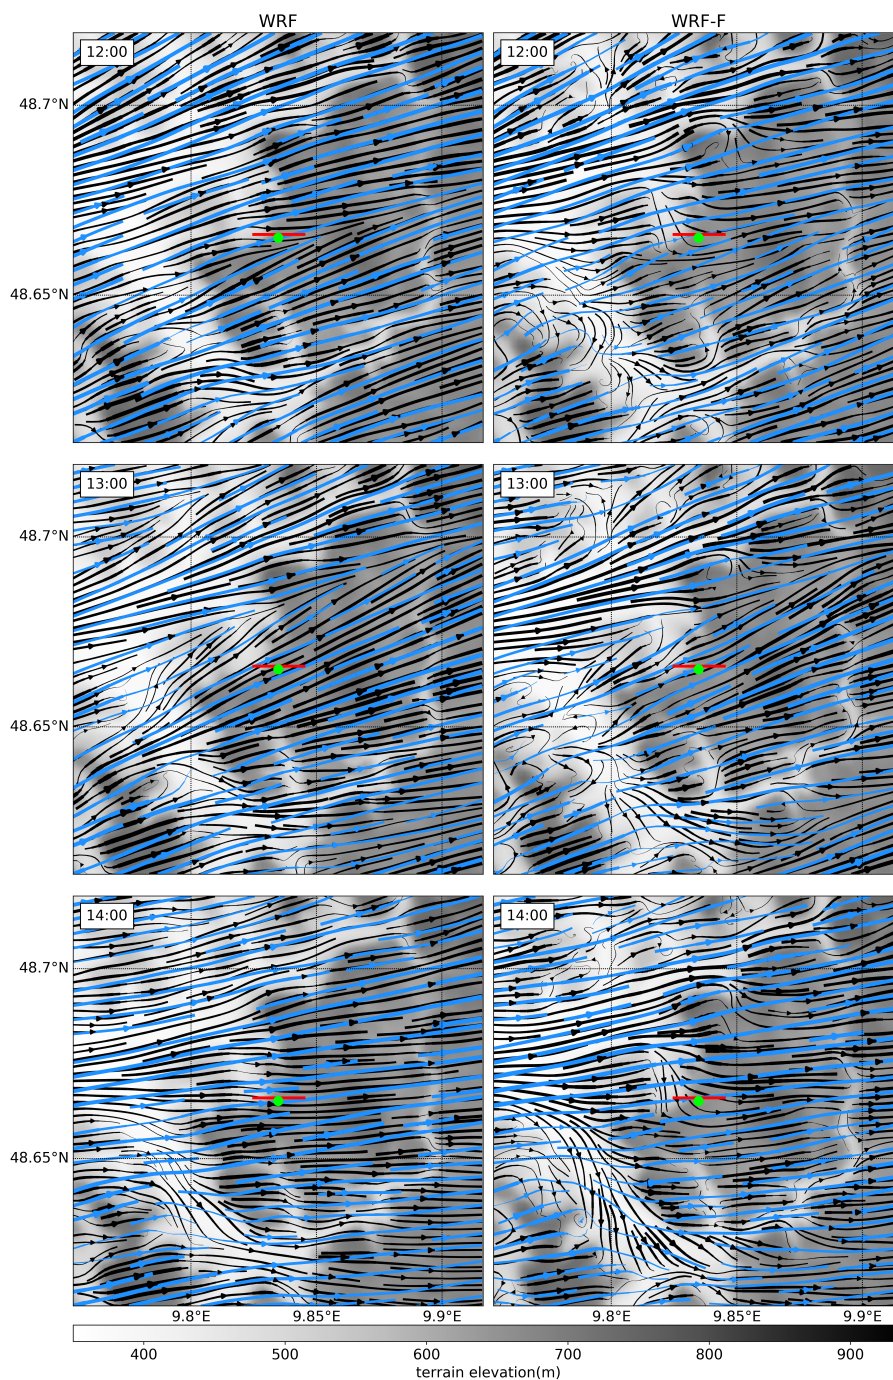 WRF WRF-F
12:00 12:00
48.7°N
48.65°N
13:00 13:00
48.7°N
48.65°N
14:00 14:00
48.7°N
48.65°N
9.8°E 9.85°E 9.9°E 9.8°E 9.85°E 9.9°E
400 500 600 700 800 900
terrain elevation(m)